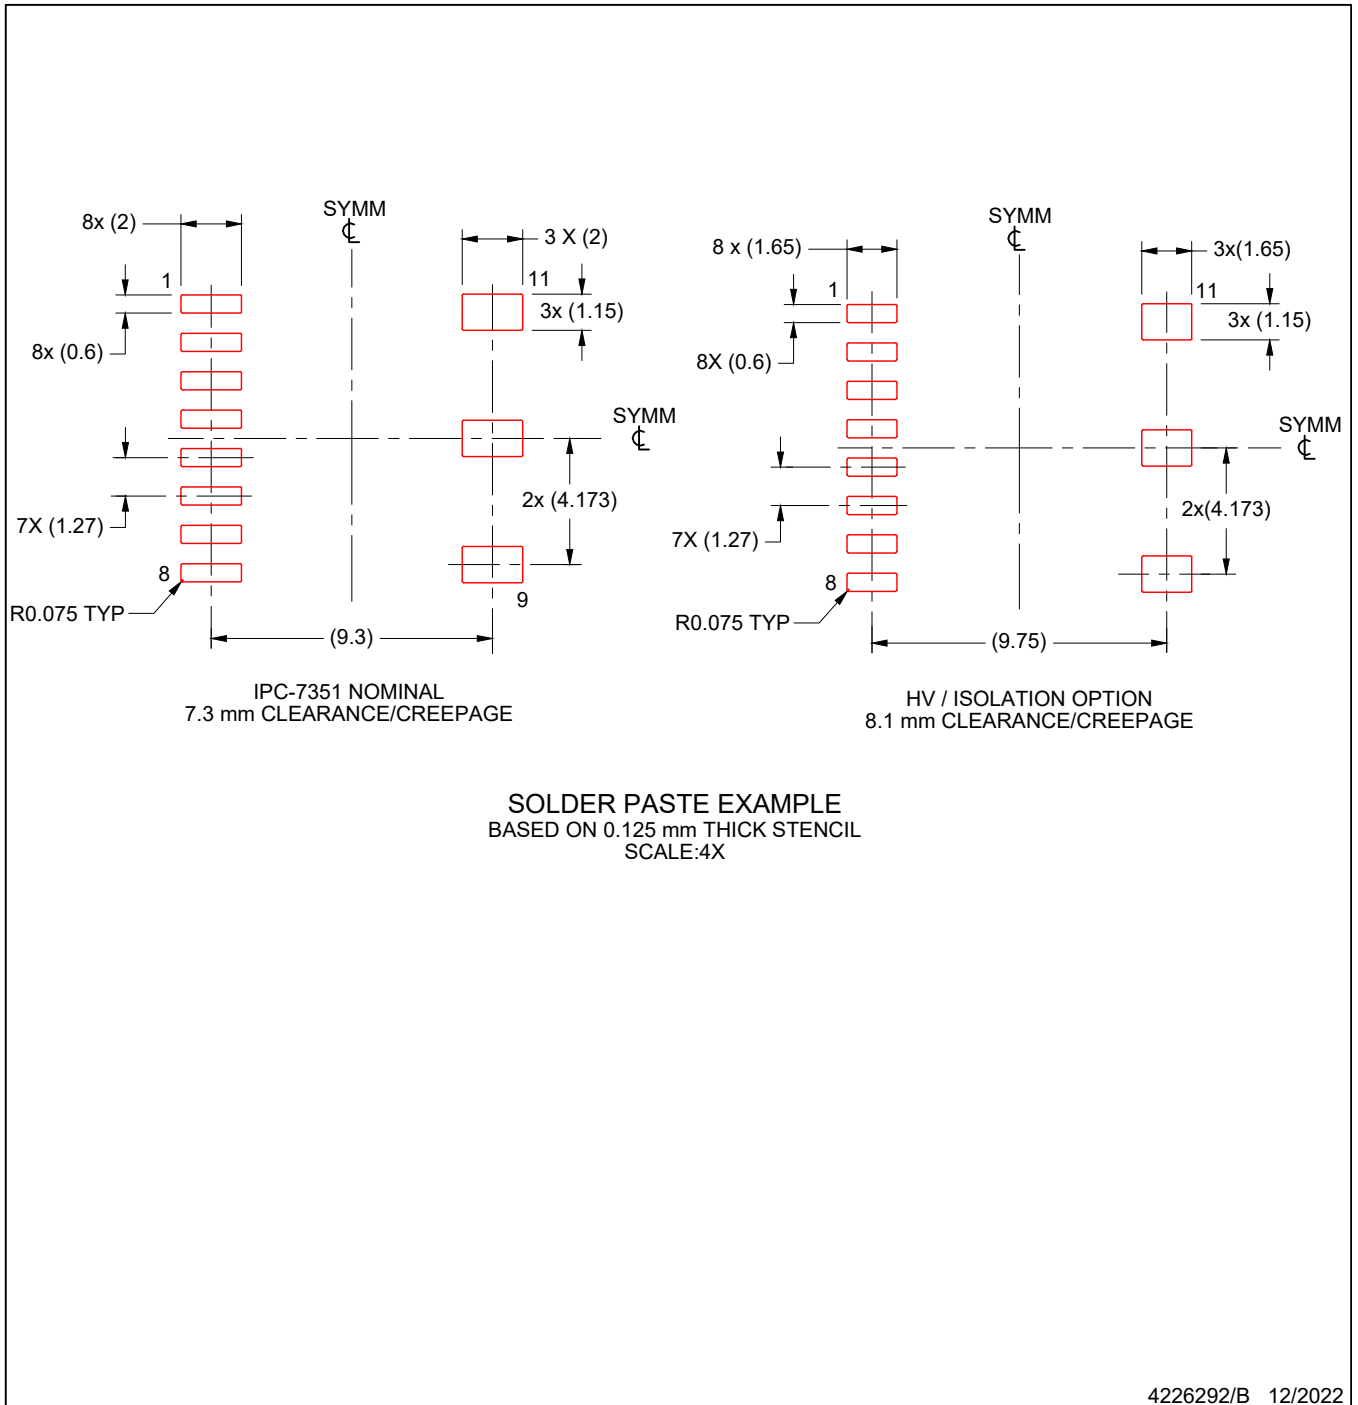 SYMM
℄
8x (2)
3 X (2)
1
11
3x (1.15)
8x (0.6)
SYMM
℄
2x (4.173)
7X (1.27)
8
9
R0.075 TYP
(9.3)
IPC-7351 NOMINAL
7.3 mm CLEARANCE/CREEPAGE
SYMM
℄
8 x (1.65)
3x(1.65)
1
11
3x (1.15)
8X (0.6)
SYMM
℄
2x(4.173)
7X (1.27)
8
R0.075 TYP
(9.75)
HV / ISOLATION OPTION
8.1 mm CLEARANCE/CREEPAGE
SOLDER PASTE EXAMPLE
BASED ON 0.125 mm THICK STENCIL
SCALE:4X
4226292/B 12/2022